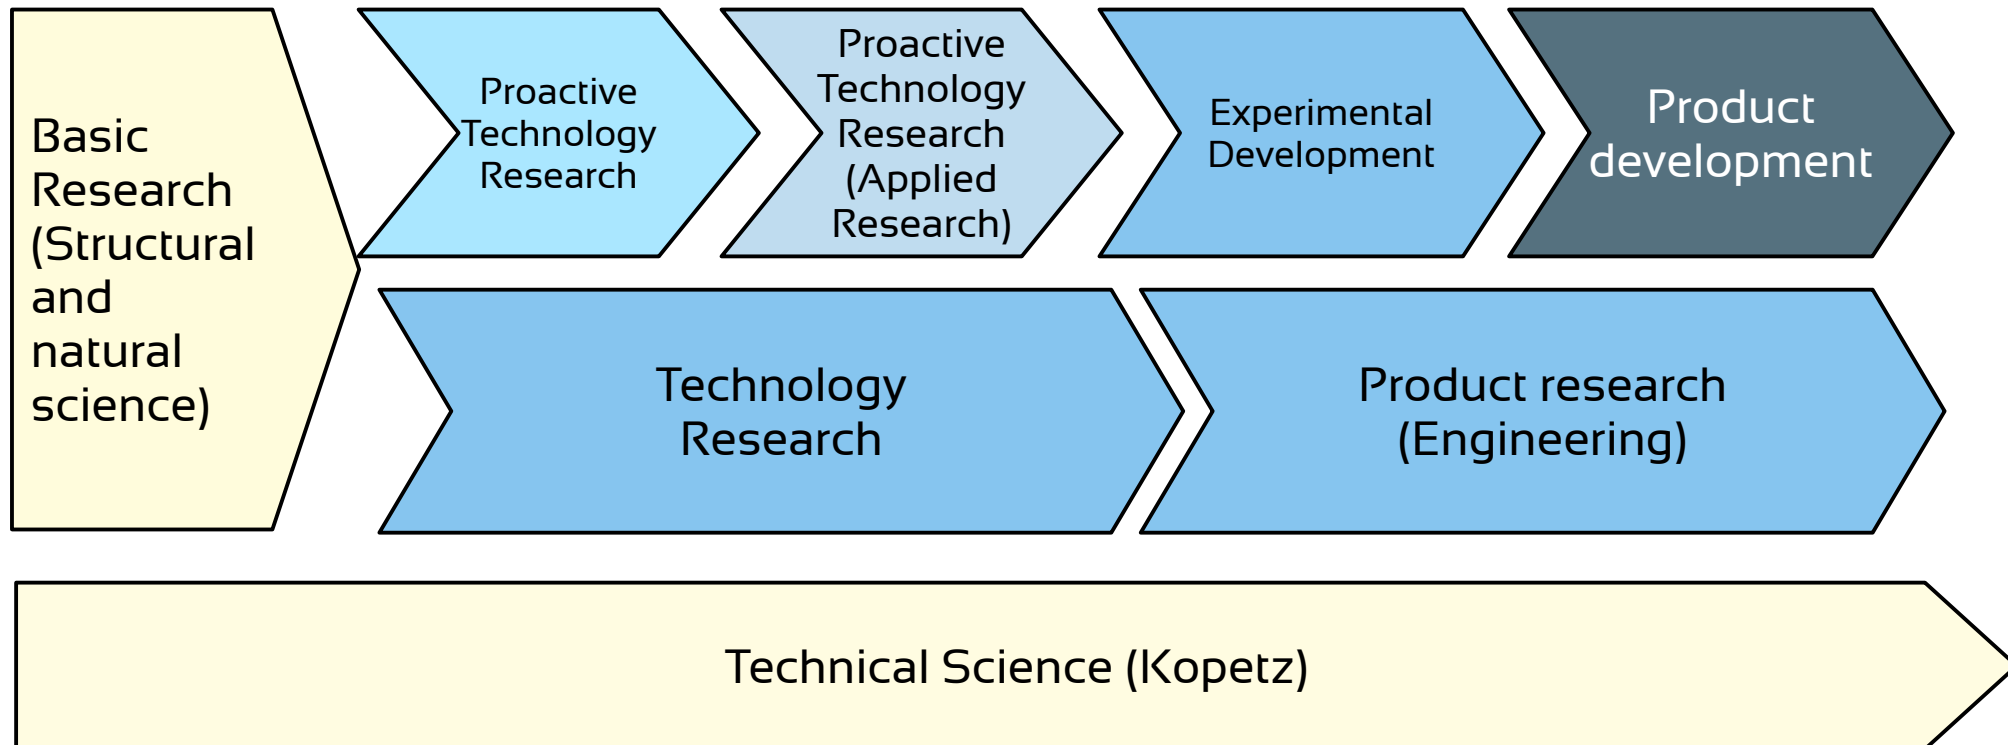 Basic
Research
(Structural
and
natural
science)
Proactive
Technology
Research
Proactive
Technology
Research
(Applied
Research)
Experimental
Development
Product
development
Technology
Research
Product research
(Engineering)
Technical Science (Kopetz)